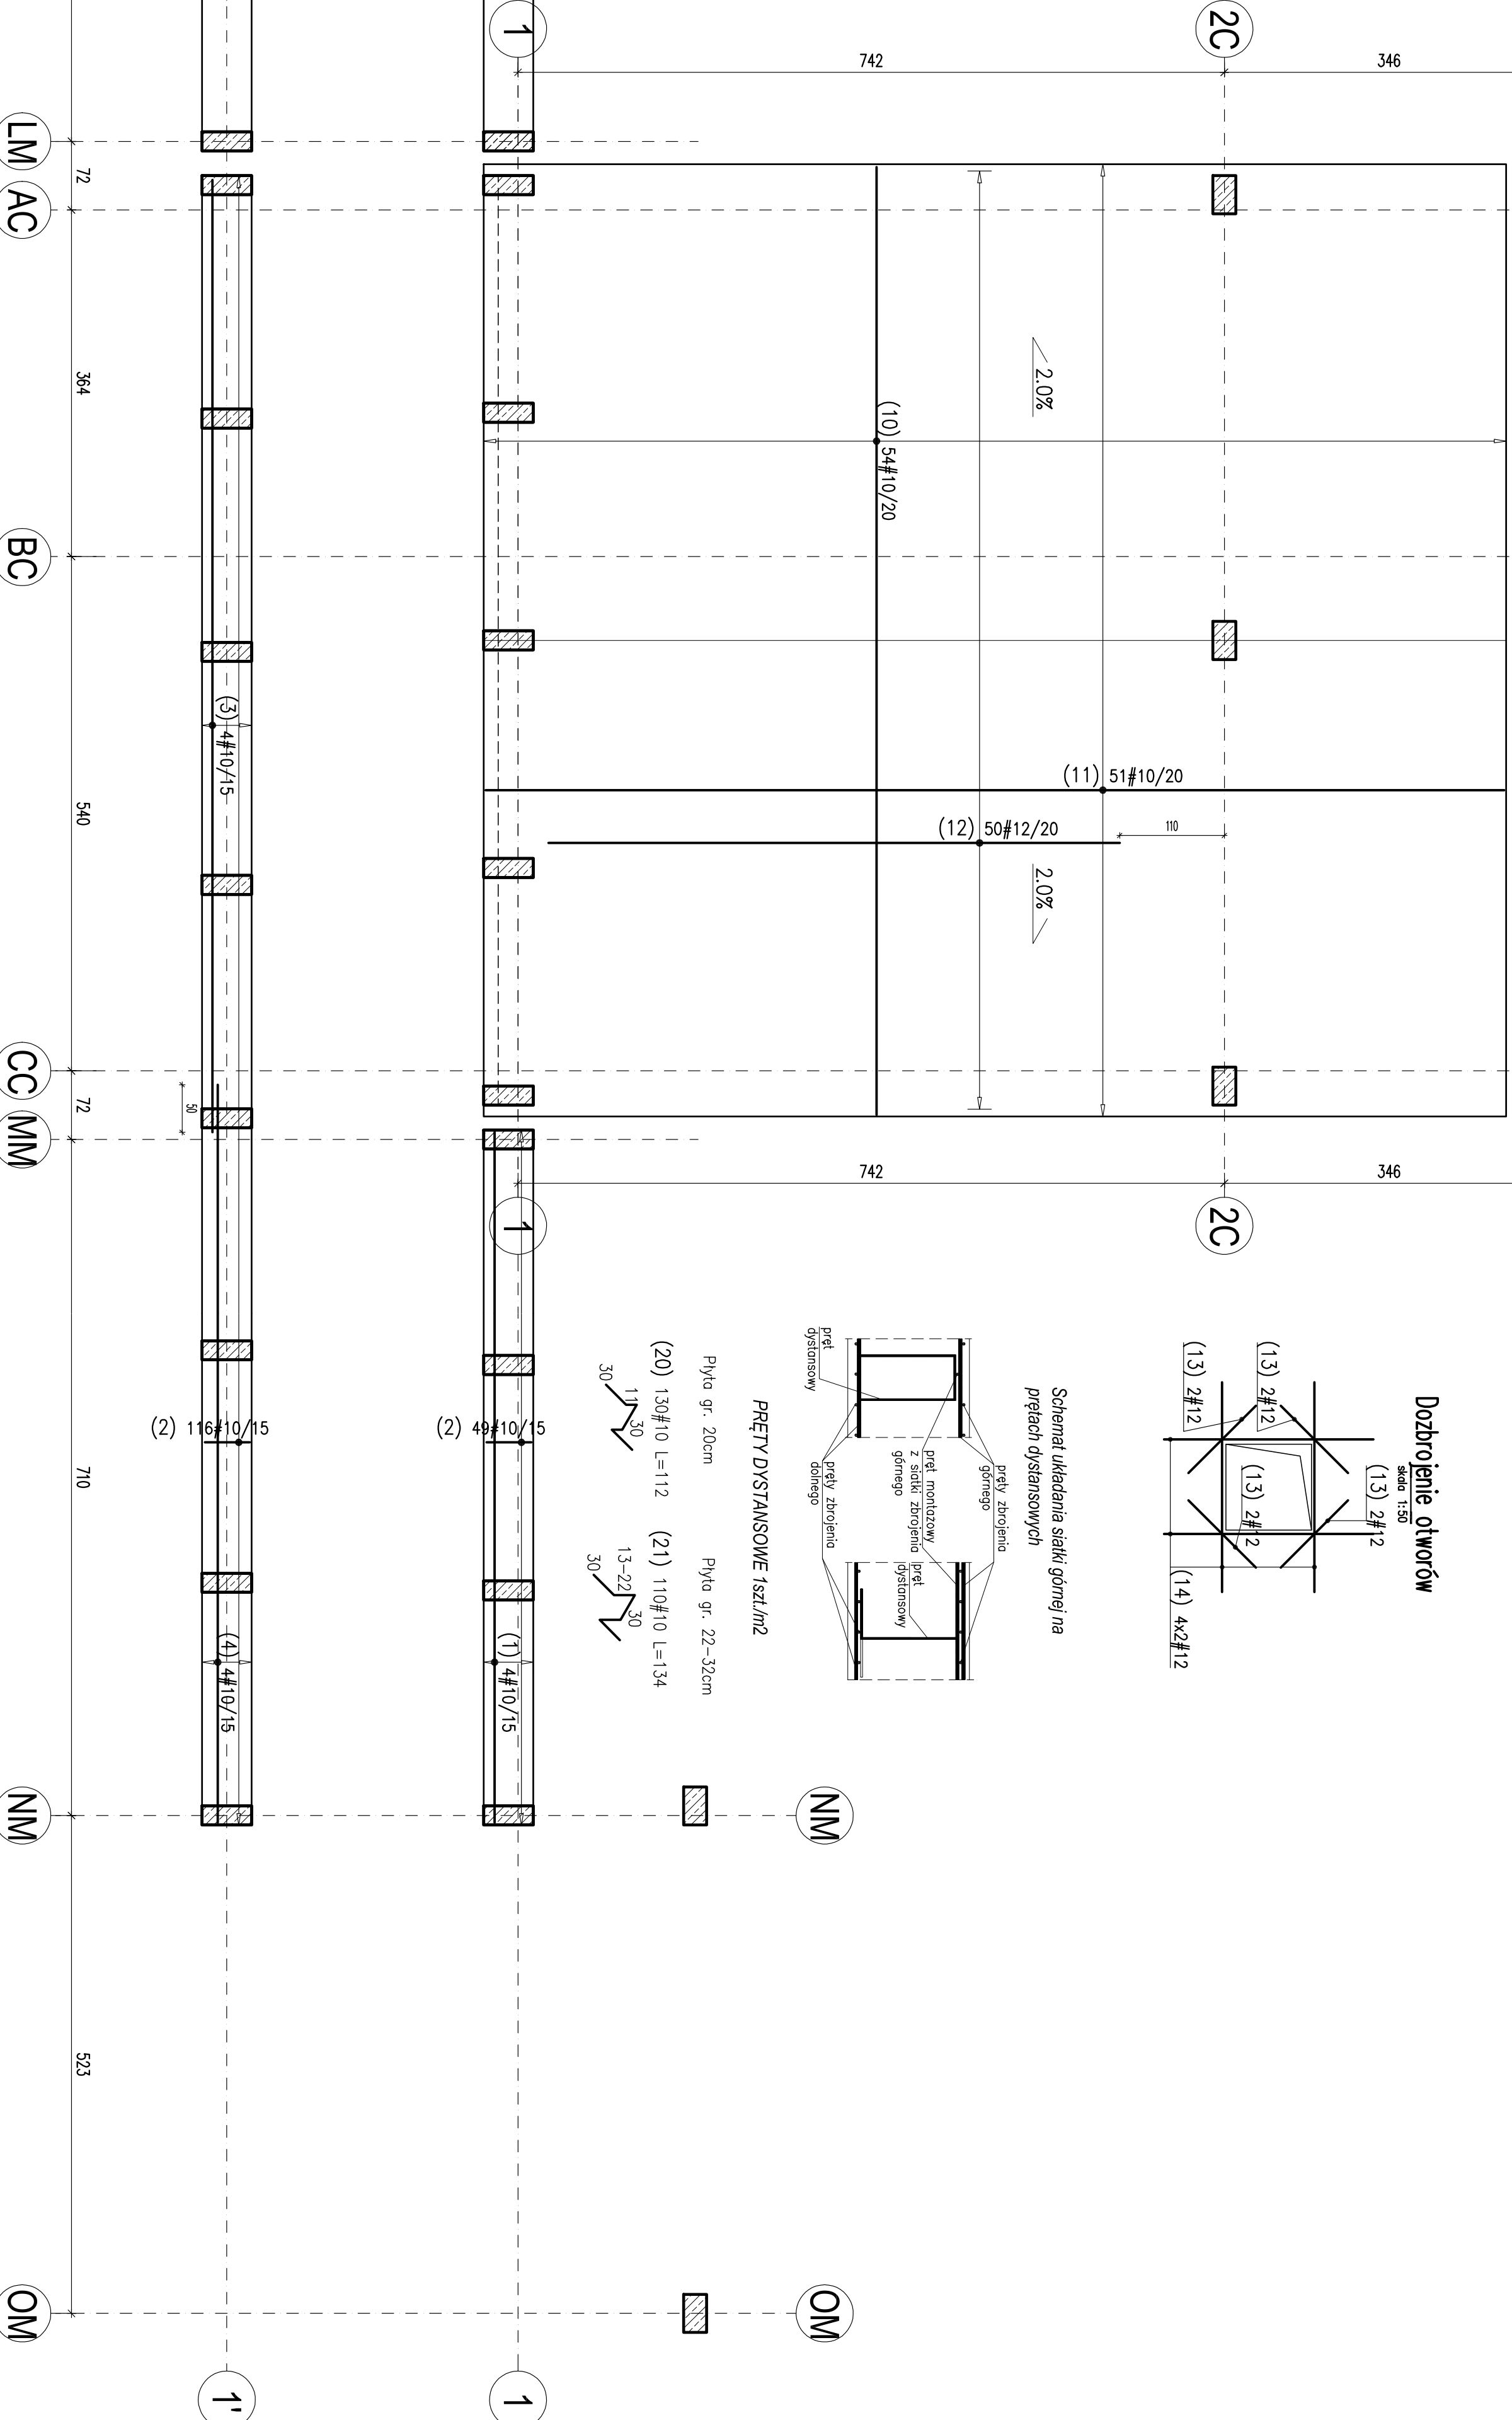 1
2C
742
346
LM
72
AC
364
BC
540
CC
72
MM
710
NM
523
OM
2.0%
2.0%
(10) 54#10/20
(11) 51#10/20
(12) 50#12/20
110
(3) 4#10/15
50
742
346
1
2C
(2) 116#10/15
(2) 49#10/15
(4) 4#10/15
(1) 4#10/15
NM
OM
1'
1
Dozbrojenie otworów
skala 1:50
(13) 2#12
(13) 2#12
(13) 2#12
(13) 2#12
(14) 4x2#12
Schemat układania siatki górnej na
prętach dystansowych
pręt
dystansowy
pręty zbrojenia
górnego
pręt montażowy
z siatki zbrojenia
górnego
pręt
dystansowy
pręty zbrojenia
dolnego
PRĘTY DYSTANSOWE 1szt./m2
Płyta gr. 20cm
(20) 130#10 L=112
30
11
30
Płyta gr. 22-32cm
(21) 110#10 L=134
30
13-22
30